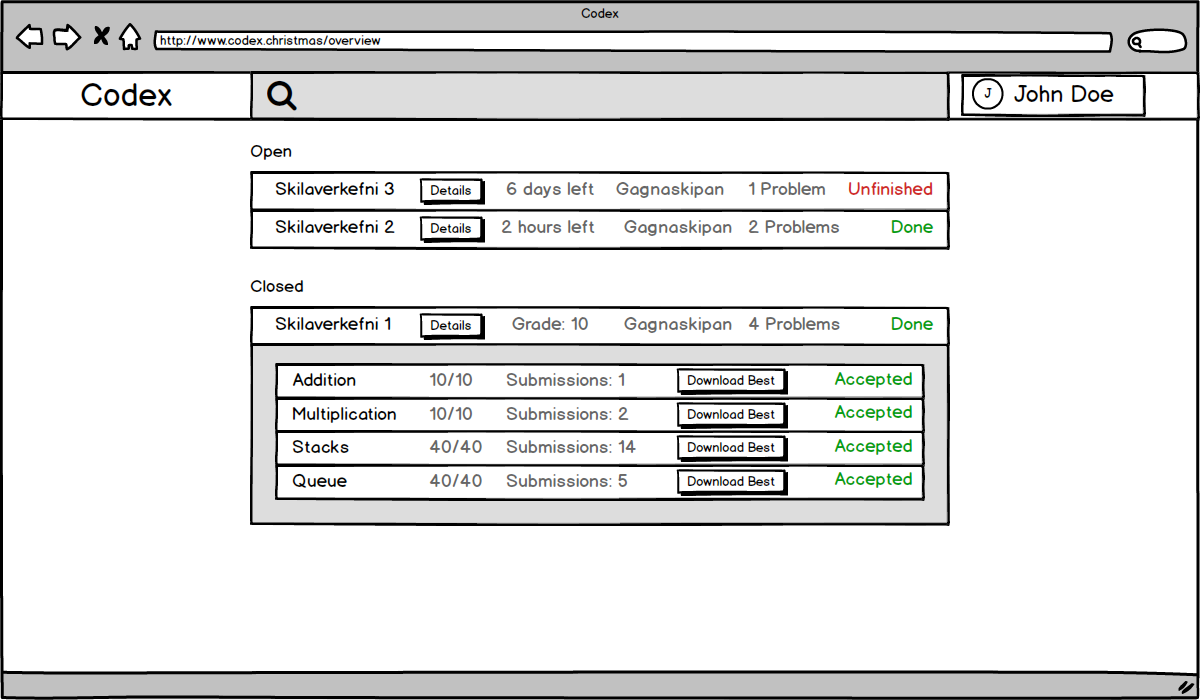 Codex
http://www.codex.christmas/overview
Codex J John Doe
Open
Skilaverkefni 3 Details 6 days left Gagnaskipan 1 Problem Unfinished
Skilaverkefni 2 Details 2 hours left Gagnaskipan 2 Problems Done
Closed
Skilaverkefni 1 Details Grade: 10 Gagnaskipan 4 Problems Done
Addition 10/10 Submissions: 1 Download Best Accepted
Multiplication 10/10 Submissions: 2 Download Best Accepted
Stacks 40/40 Submissions: 14 Download Best Accepted
Queue 40/40 Submissions: 5 Download Best Accepted